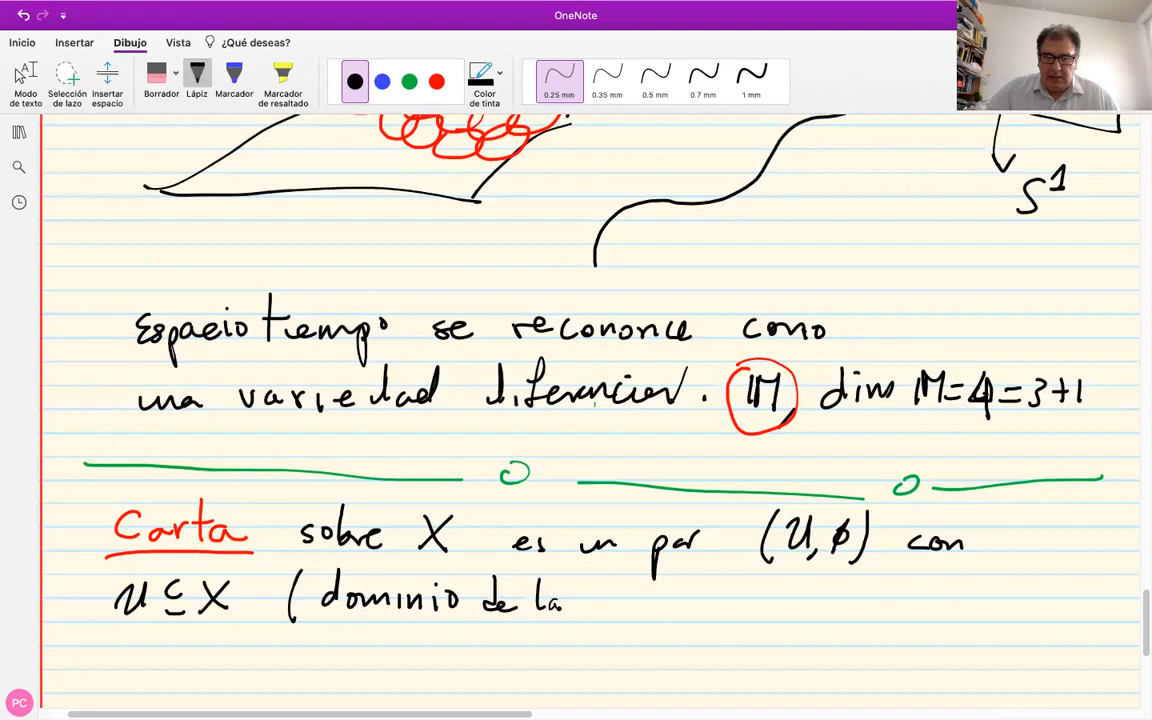 OneNote
Inicio Insertar Dibujo Vista ¿Qué deseas?
Modo de texto Selección de lazo Insertar espacio Borrador Lápiz Marcador Marcador de resaltado Color de tinta 0.25 mm 0.35 mm 0.5 mm 0.7 mm 1 mm
S¹
Espacio tiempo se recononce como
una variedad diferencial. M dim M=4=3+1
Carta sobre X es un par (U,ϕ) con
U ⊆ X (dominio de la
PC